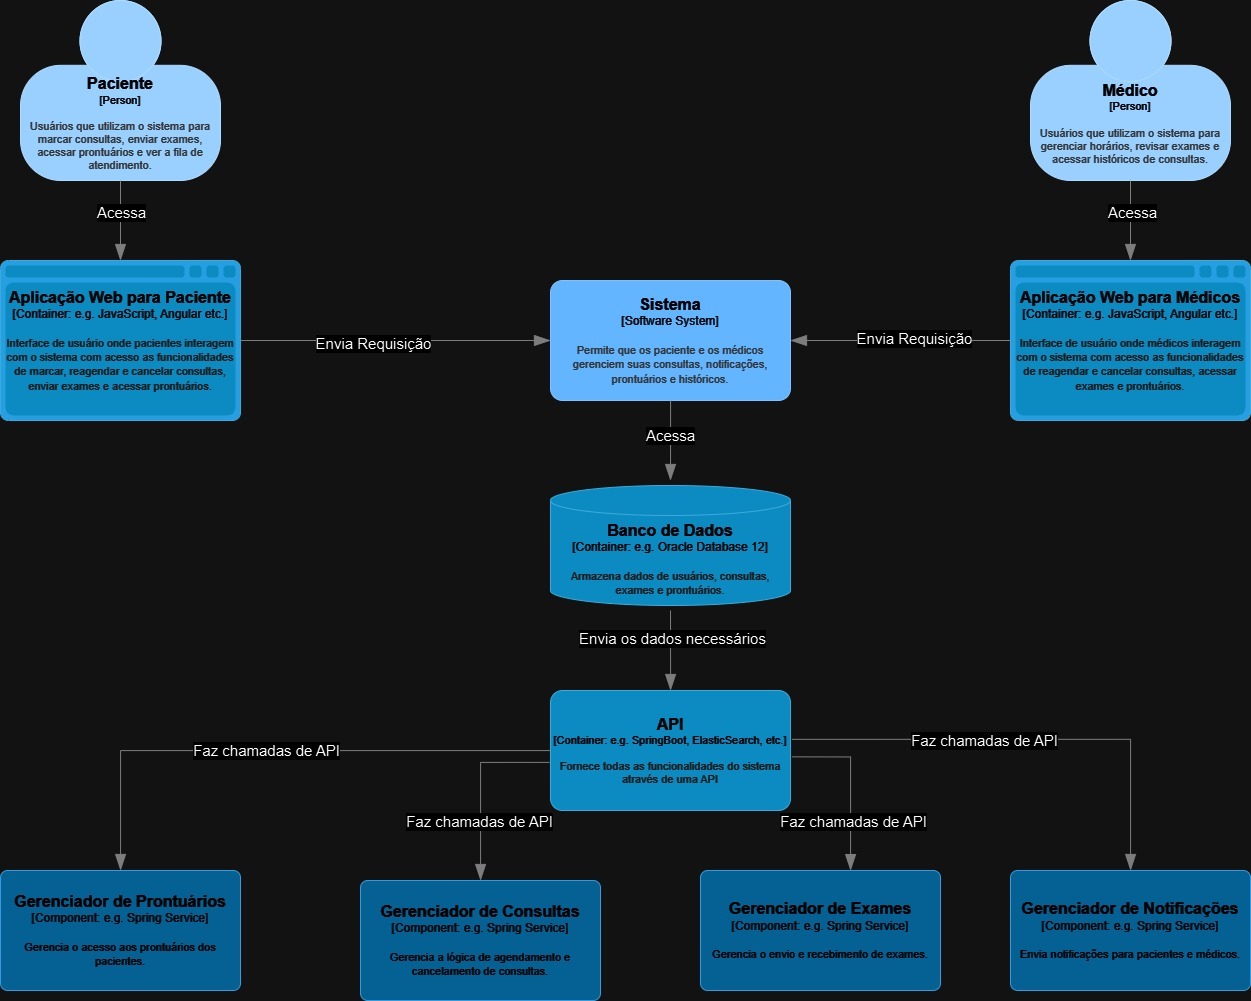 Paciente
[Person]
Usuários que utilizam o sistema para
marcar consultas, enviar exames,
acessar prontuários e ver a fila de
atendimento.
Médico
[Person]
Usuários que utilizam o sistema para
gerenciar horários, revisar exames e
acessar históricos de consultas.
Acessa
Acessa
Aplicação Web para Paciente
[Container: e.g. JavaScript, Angular etc.]
Interface de usuário onde pacientes interagem
com o sistema com acesso as funcionalidades
de marcar, reagendar e cancelar consultas,
enviar exames e acessar prontuários.
Envia Requisição
Sistema
[Software System]
Permite que os paciente e os médicos
gerenciem suas consultas, notificações,
prontuários e históricos.
Envia Requisição
Aplicação Web para Médicos
[Container: e.g. JavaScript, Angular etc.]
Interface de usuário onde médicos interagem
com o sistema com acesso as funcionalidades
de reagendar e cancelar consultas, acessar
exames e prontuários.
Acessa
Banco de Dados
[Container: e.g. Oracle Database 12]
Armazena dados de usuários, consultas,
exames e prontuários.
Envia os dados necessários
API
[Container: e.g. SpringBoot, ElasticSearch, etc.]
Fornece todas as funcionalidades do sistema
através de uma API
Faz chamadas de API
Faz chamadas de API
Faz chamadas de API
Faz chamadas de API
Gerenciador de Prontuários
[Component: e.g. Spring Service]
Gerencia o acesso aos prontuários dos
pacientes.
Gerenciador de Consultas
[Component: e.g. Spring Service]
Gerencia a lógica de agendamento e
cancelamento de consultas.
Gerenciador de Exames
[Component: e.g. Spring Service]
Gerencia o envio e recebimento de exames.
Gerenciador de Notificações
[Component: e.g. Spring Service]
Envia notificações para pacientes e médicos.